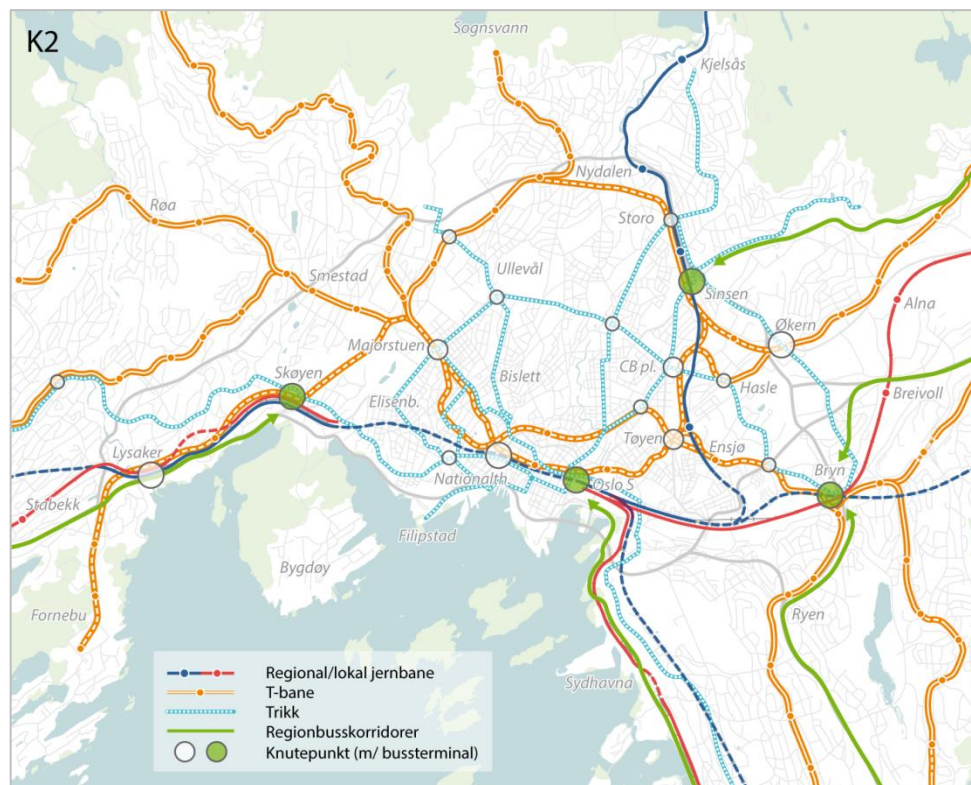 K2
Sognsvann
Kjelsås
Nydalen
Røa
Storo
Ullevål
Smestad
Sinsen
Alna
Økern
Majorstuen
Skøyen
CB pl.
Bislett
Hasle
Breivoll
Elisenb.
Lysaker
Tøyen
Ensjø
Bryn
Nationalth.
Oslo S
Stabekk
Filipstad
Bygdøy
Fornebu
Ryen
Sydhavna
Regional/lokal jernbane
T-bane
Trikk
Regionbusskorridorer
Knutepunkt (m/ bussterminal)